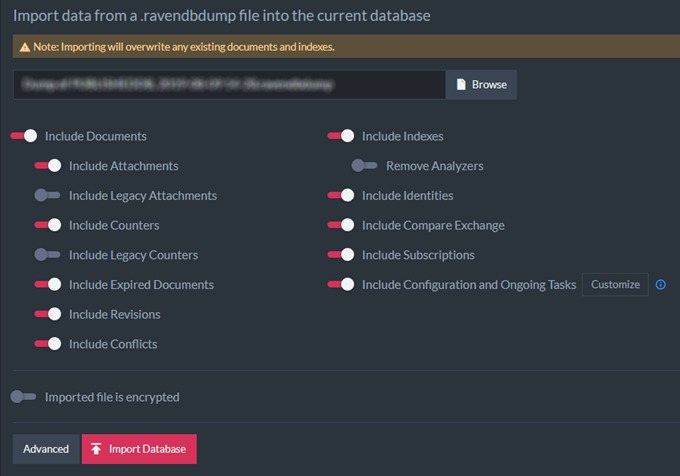 Import data from a .ravendbdump file into the current database
Note: Importing will overwrite any existing documents and indexes.
Browse
Include Documents
Include Attachments
Include Legacy Attachments
Include Counters
Include Legacy Counters
Include Expired Documents
Include Revisions
Include Conflicts
Include Indexes
Remove Analyzers
Include Identities
Include Compare Exchange
Include Subscriptions
Include Configuration and Ongoing Tasks Customize
Imported file is encrypted
Advanced Import Database